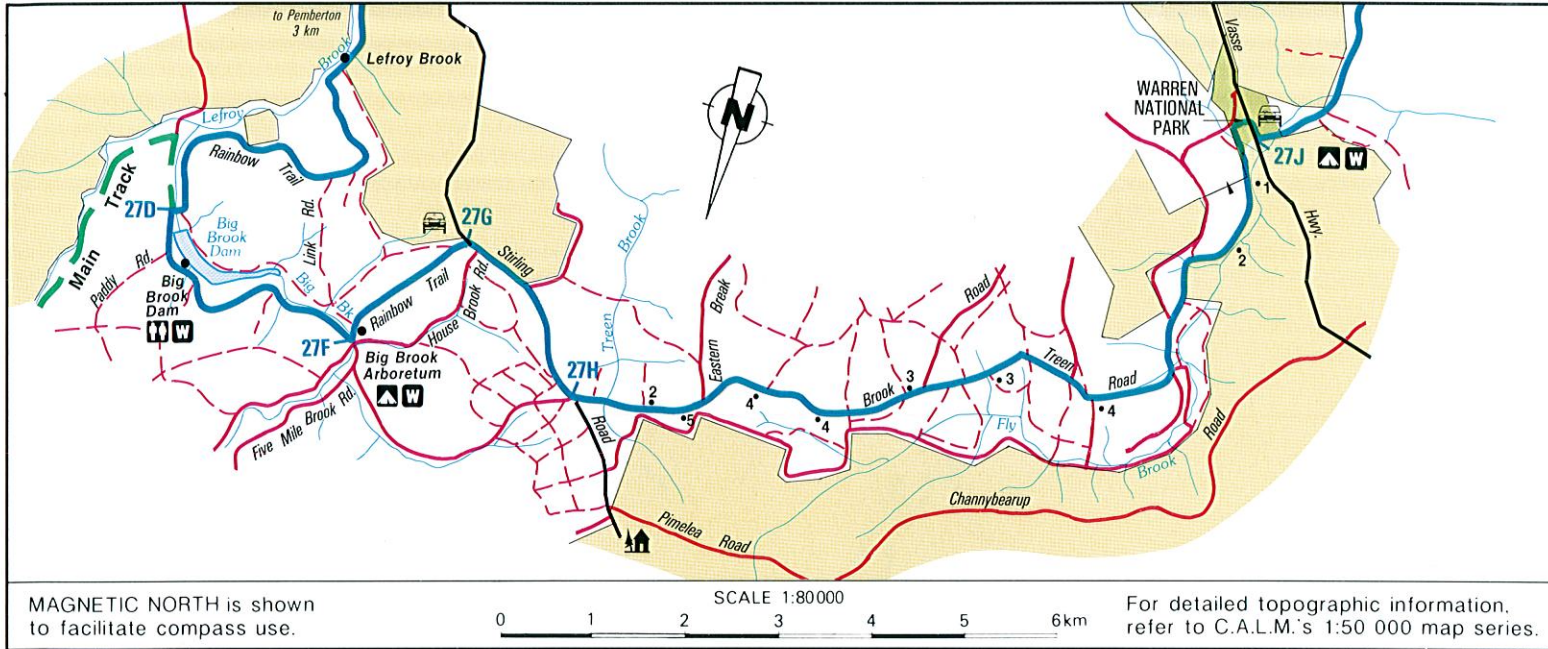 to Pemberton
3 km
Brook
Lefroy Brook
Lefroy
Rainbow
Trail
Main Track
27D
Big
Brook
Dam
Paddy Rd.
Big
Brook
Dam
W
Link Rd.
Big Bk
27G
Stirling
Rainbow Trail
House Brook Rd.
27F
Big Brook
Arboretum
W
Five Mile Brook Rd.
N
Treen Brook
27H
Road
2
5
Eastern Break
4
4
Brook
3
Road
3
Treen
Road
4
Fly
Brook
WARREN
NATIONAL
PARK
Vasse
Hwy.
27J
W
1
2
Channybearup
Road
Pimelea Road
MAGNETIC NORTH is shown
to facilitate compass use.
SCALE 1:80000
0 1 2 3 4 5 6km
For detailed topographic information,
refer to C.A.L.M.'s 1:50 000 map series.